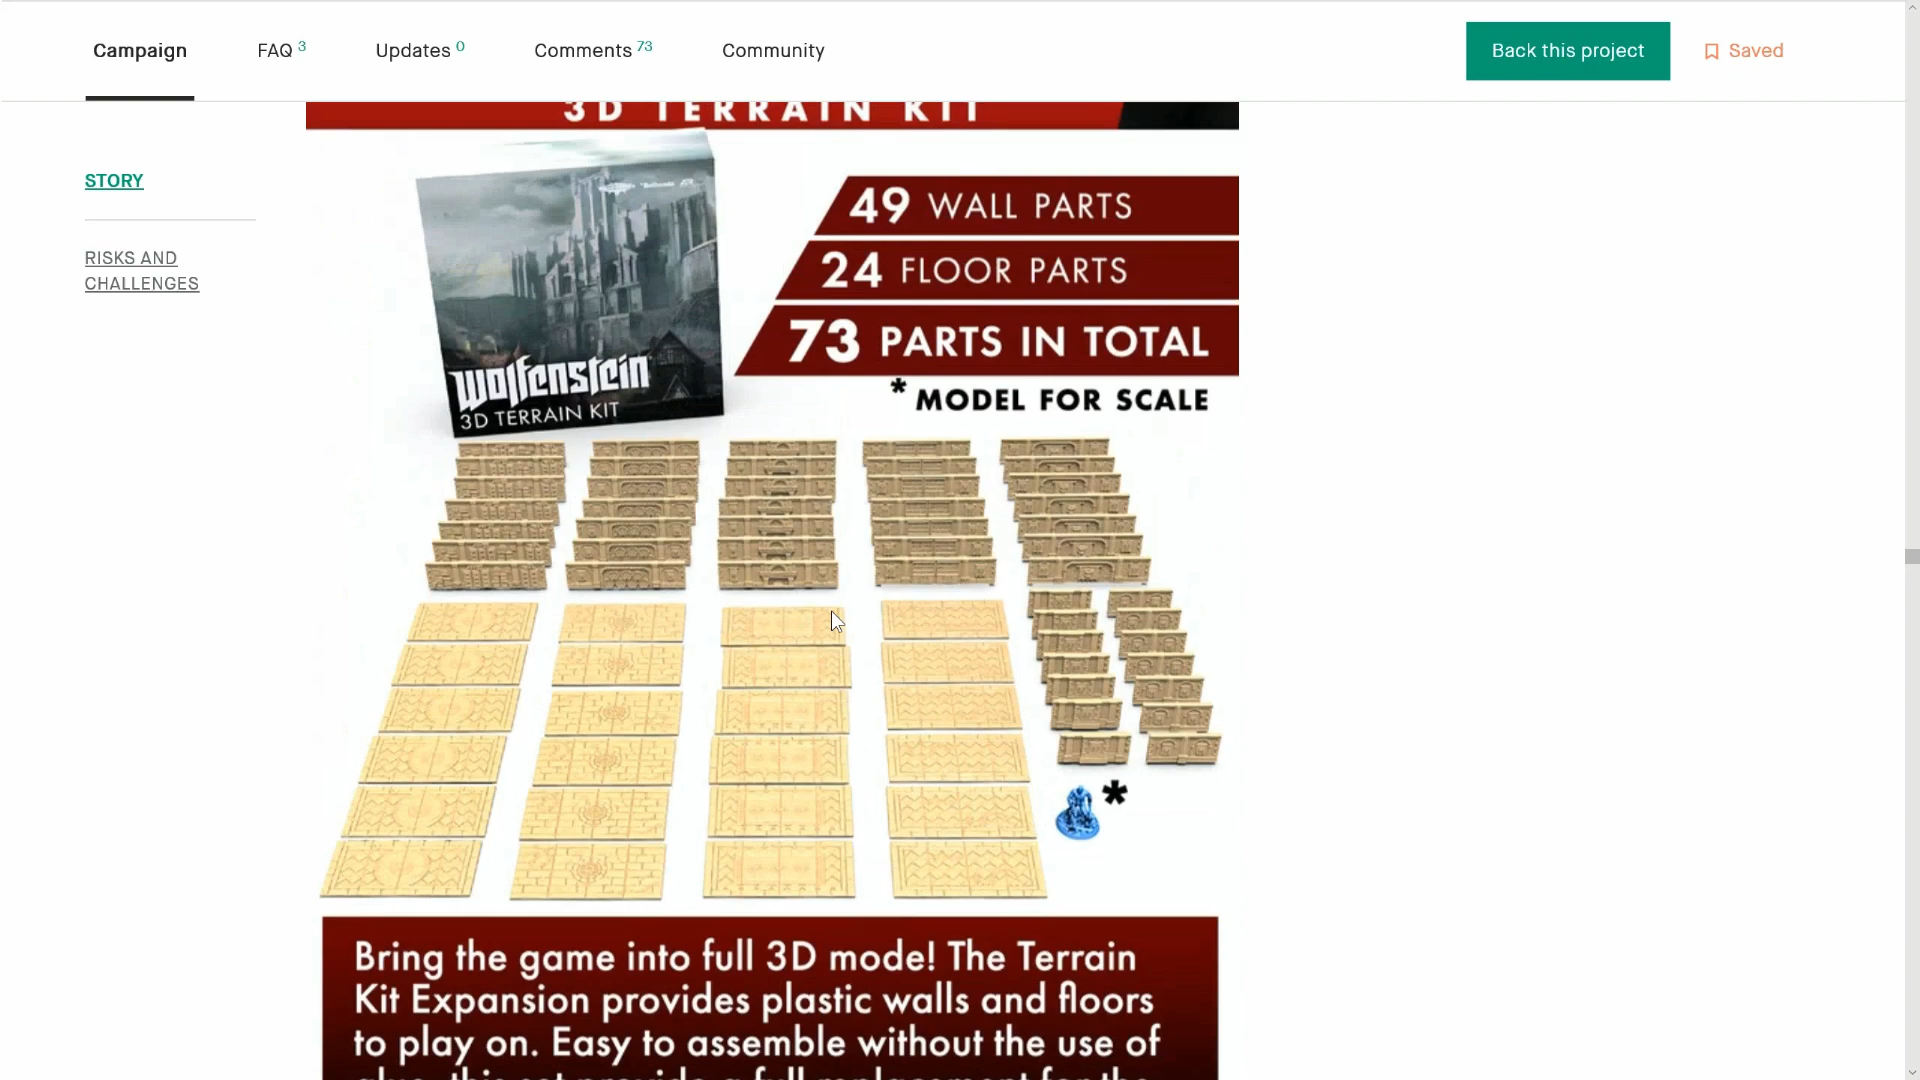 Campaign
FAQ 3
Updates 0
Comments 73
Community
Back this project
Saved
3D TERRAIN KIT
STORY
RISKS AND
CHALLENGES
49 WALL PARTS
24 FLOOR PARTS
73 PARTS IN TOTAL
* MODEL FOR SCALE
Wolfenstein
3D TERRAIN KIT
*
Bring the game into full 3D mode! The Terrain
Kit Expansion provides plastic walls and floors
to play on. Easy to assemble without the use of